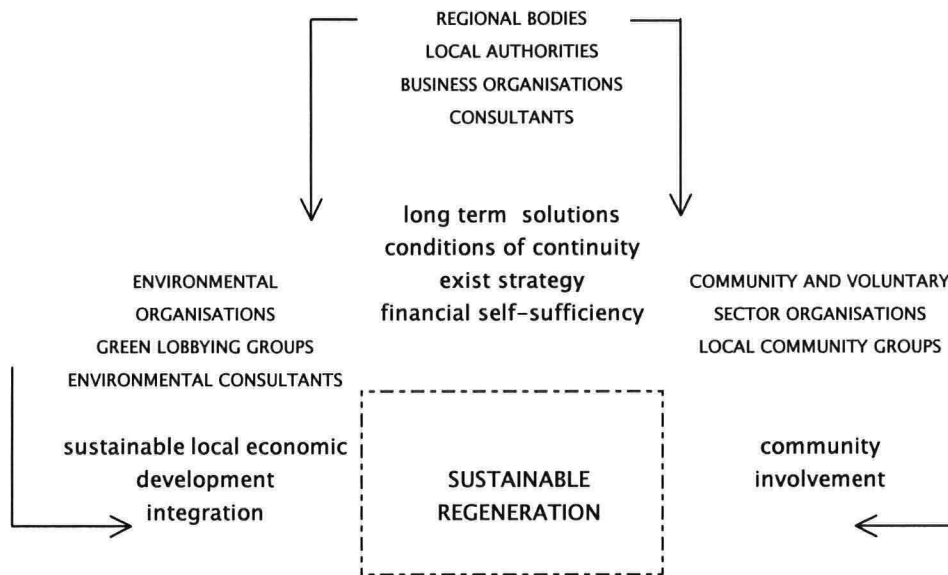 REGIONAL BODIES
LOCAL AUTHORITIES
BUSINESS ORGANISATIONS
CONSULTANTS
long term solutions
conditions of continuity
exist strategy
financial self-sufficiency
ENVIRONMENTAL
ORGANISATIONS
GREEN LOBBYING GROUPS
ENVIRONMENTAL CONSULTANTS
COMMUNITY AND VOLUNTARY
SECTOR ORGANISATIONS
LOCAL COMMUNITY GROUPS
sustainable local economic
development
integration
SUSTAINABLE
REGENERATION
community
involvement